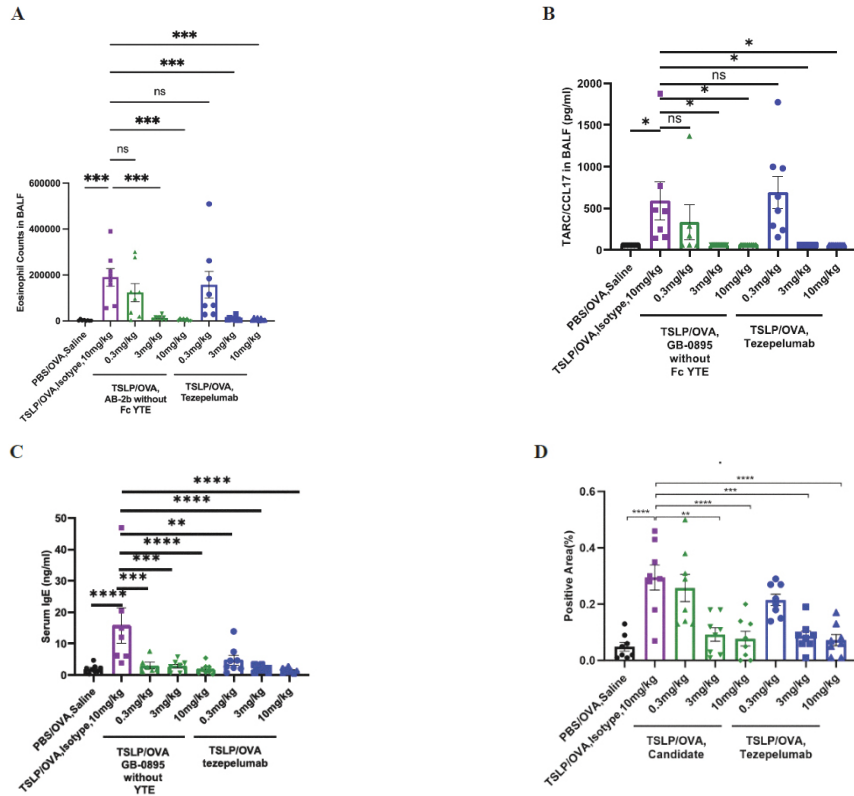 A
***
***
ns
***
ns
***
***
Eosinophil Counts in BALF
600000
400000
200000
0
PBS/OVA,Saline
TSLP/OVA,Isotype,10mg/kg
0.3mg/kg
3mg/kg
10mg/kg
0.3mg/kg
3mg/kg
10mg/kg
TSLP/OVA,
AB-2b without
Fc YTE
TSLP/OVA,
Tezepelumab
B
*
*
ns
*
*
*
ns
TARC/CCL17 in BALF (pg/ml)
2000
1500
1000
500
0
PBS/OVA,Saline
TSLP/OVA,Isotype,10mg/kg
0.3mg/kg
3mg/kg
10mg/kg
0.3mg/kg
3mg/kg
10mg/kg
TSLP/OVA,
GB-0895
without
Fc YTE
TSLP/OVA,
Tezepelumab
C
****
****
**
****
***
***
****
Serum IgE (ng/ml)
50
40
30
20
10
0
PBS/OVA,Saline
TSLP/OVA,Isotype,10mg/kg
0.3mg/kg
3mg/kg
10mg/kg
0.3mg/kg
3mg/kg
10mg/kg
TSLP/OVA
GB-0895
without
YTE
TSLP/OVA
tezepelumab
D
****
***
****
****
**
Positive Area(%)
0.6
0.4
0.2
0.0
PBS/OVA,Saline
TSLP/OVA,Isotype,10mg/kg
0.3mg/kg
3mg/kg
10mg/kg
0.3mg/kg
3mg/kg
10mg/kg
TSLP/OVA,
Candidate
TSLP/OVA,
Tezepelumab